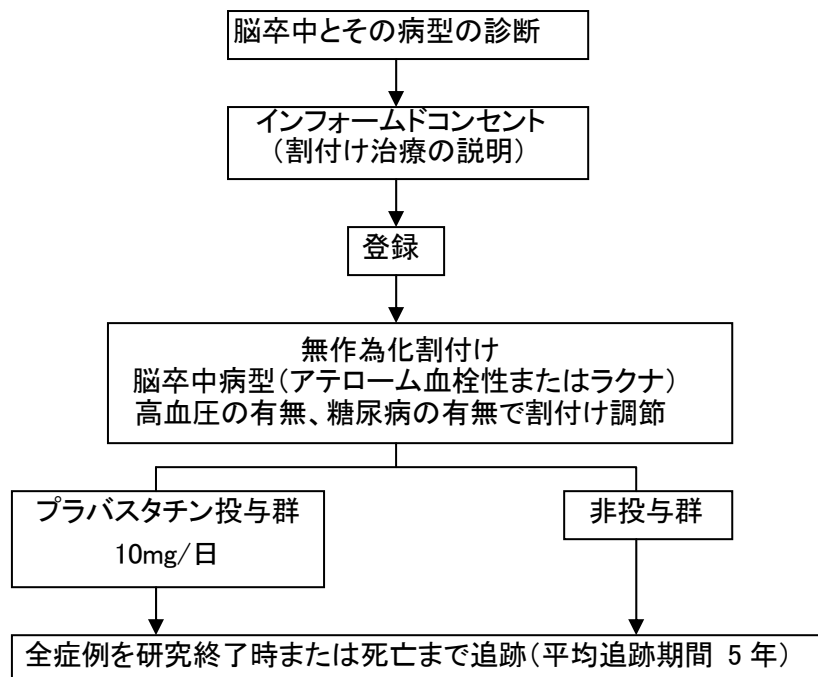 脳卒中とその病型の診断
インフォームドコンセント
（割付け治療の説明）
登録
無作為化割付け
脳卒中病型（アテローム血栓性またはラクナ）
高血圧の有無、糖尿病の有無で割付け調節
プラバスタチン投与群
10mg/日
非投与群
全症例を研究終了時または死亡まで追跡（平均追跡期間 5 年）